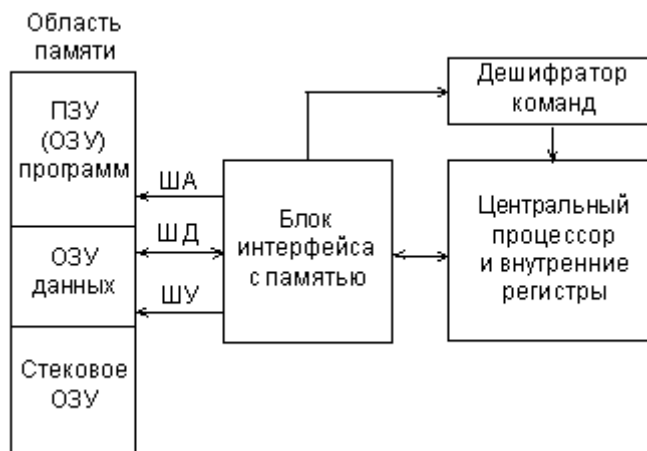 Область
памяти
ПЗУ
(ОЗУ)
программ
ОЗУ
данных
Стековое
ОЗУ
ША
ШД
ШУ
Блок
интерфейса
с памятью
Дешифратор
команд
Центральный
процессор
и внутренние
регистры